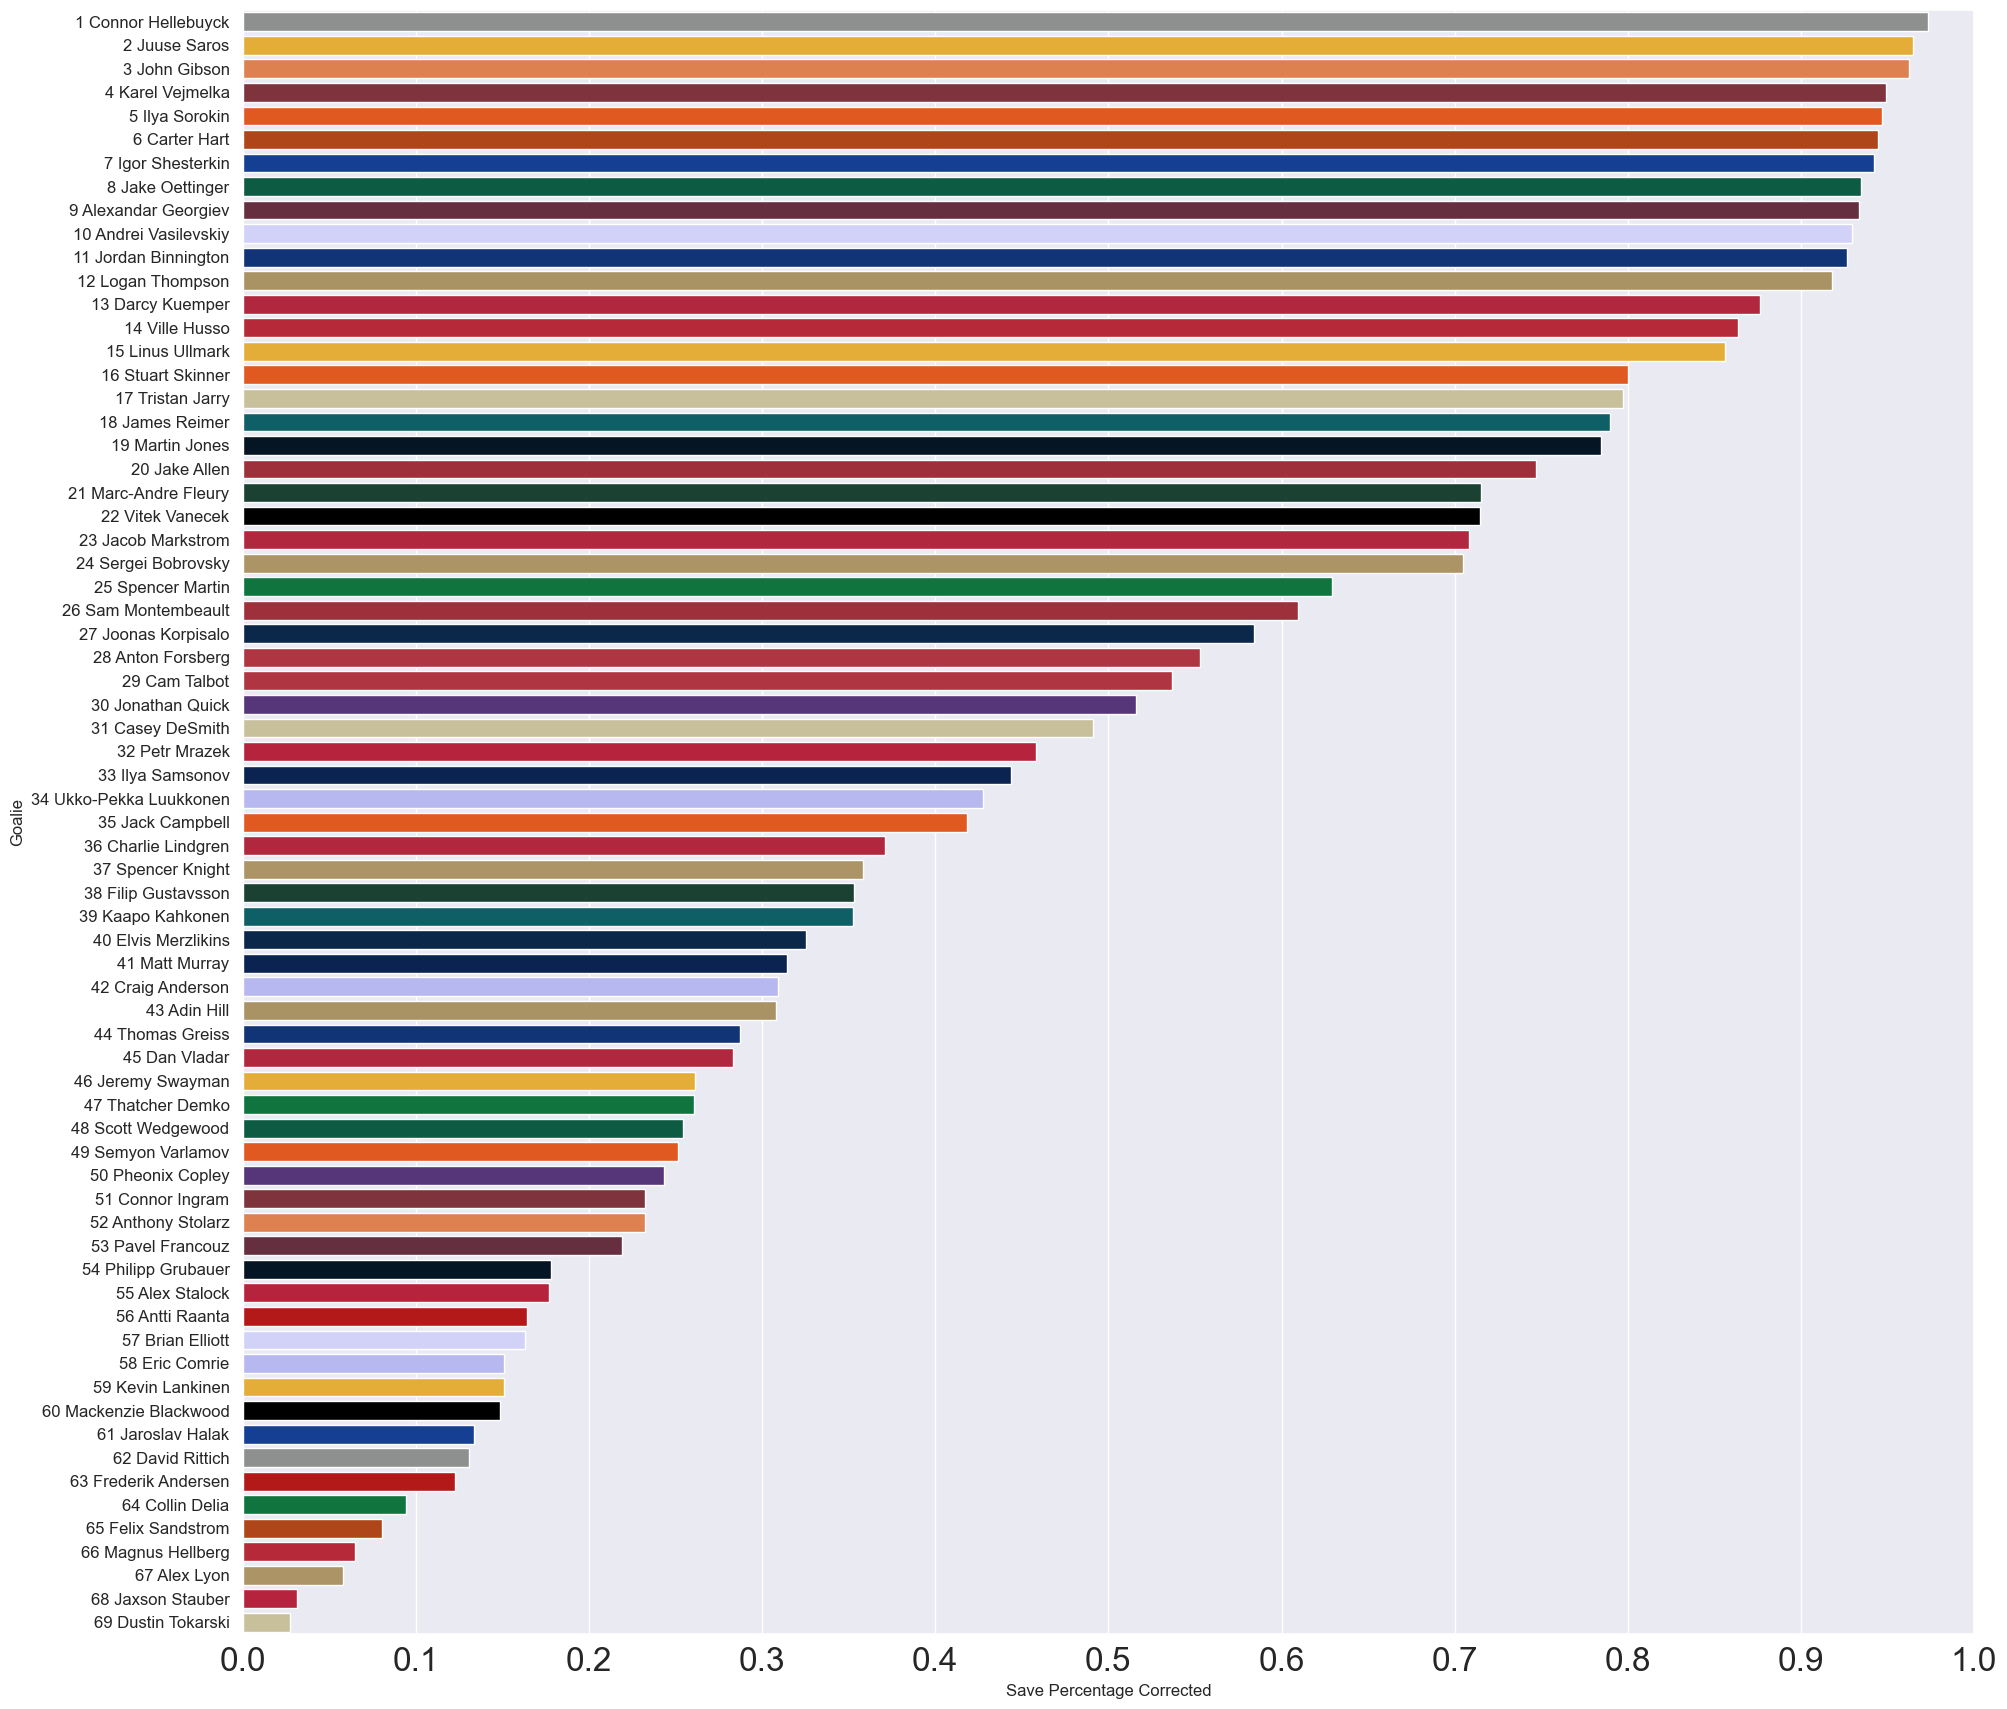 1 Connor Hellebuyck
2 Juuse Saros
3 John Gibson
4 Karel Vejmelka
5 Ilya Sorokin
6 Carter Hart
7 Igor Shesterkin
8 Jake Oettinger
9 Alexandar Georgiev
10 Andrei Vasilevskiy
11 Jordan Binnington
12 Logan Thompson
13 Darcy Kuemper
14 Ville Husso
15 Linus Ullmark
16 Stuart Skinner
17 Tristan Jarry
18 James Reimer
19 Martin Jones
20 Jake Allen
21 Marc-Andre Fleury
22 Vitek Vanecek
23 Jacob Markstrom
24 Sergei Bobrovsky
25 Spencer Martin
26 Sam Montembeault
27 Joonas Korpisalo
28 Anton Forsberg
29 Cam Talbot
30 Jonathan Quick
31 Casey DeSmith
32 Petr Mrazek
33 Ilya Samsonov
34 Ukko-Pekka Luukkonen
35 Jack Campbell
36 Charlie Lindgren
37 Spencer Knight
38 Filip Gustavsson
39 Kaapo Kahkonen
40 Elvis Merzlikins
41 Matt Murray
42 Craig Anderson
43 Adin Hill
44 Thomas Greiss
45 Dan Vladar
46 Jeremy Swayman
47 Thatcher Demko
48 Scott Wedgewood
49 Semyon Varlamov
50 Pheonix Copley
51 Connor Ingram
52 Anthony Stolarz
53 Pavel Francouz
54 Philipp Grubauer
55 Alex Stalock
56 Antti Raanta
57 Brian Elliott
58 Eric Comrie
59 Kevin Lankinen
60 Mackenzie Blackwood
61 Jaroslav Halak
62 David Rittich
63 Frederik Andersen
64 Collin Delia
65 Felix Sandstrom
66 Magnus Hellberg
67 Alex Lyon
68 Jaxson Stauber
69 Dustin Tokarski
Goalie
0.0 0.1 0.2 0.3 0.4 0.5 0.6 0.7 0.8 0.9 1.0
Save Percentage Corrected